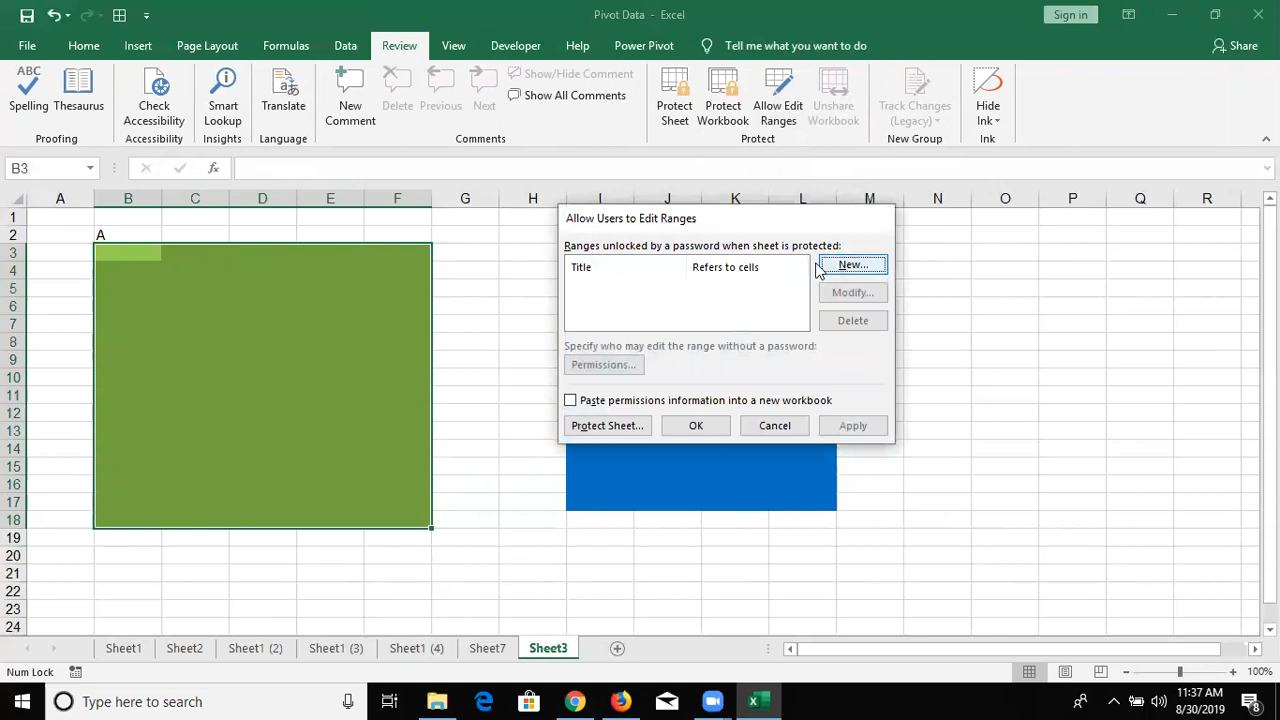 Pivot Data - Excel
Sign in
File Home Insert Page Layout Formulas Data Review View Developer Help Power Pivot Tell me what you want to do Share
ABC Spelling
Thesaurus
Check Accessibility
Smart Lookup
Translate
New Comment
Delete
Previous
Next
Show/Hide Comment
Show All Comments
Protect Sheet
Protect Workbook
Allow Edit Ranges
Unshare Workbook
Track Changes (Legacy)
Hide Ink
Proofing Accessibility Insights Language Comments Protect New Group Ink
B3 fx
A B C D E F G H I J K L M N O P Q R
1
2 A
3
4
5
6
7
8
9
10
11
12
13
14
15
16
17
18
19
20
21
22
23
24
Allow Users to Edit Ranges
Ranges unlocked by a password when sheet is protected:
Title Refers to cells
New...
Modify...
Delete
Specify who may edit the range without a password:
Permissions...
Paste permissions information into a new workbook
Protect Sheet... OK Cancel Apply
Sheet1 Sheet2 Sheet1 (2) Sheet1 (3) Sheet1 (4) Sheet7 Sheet3
Num Lock 100%
Type here to search
11:37 AM
8/30/2019
8